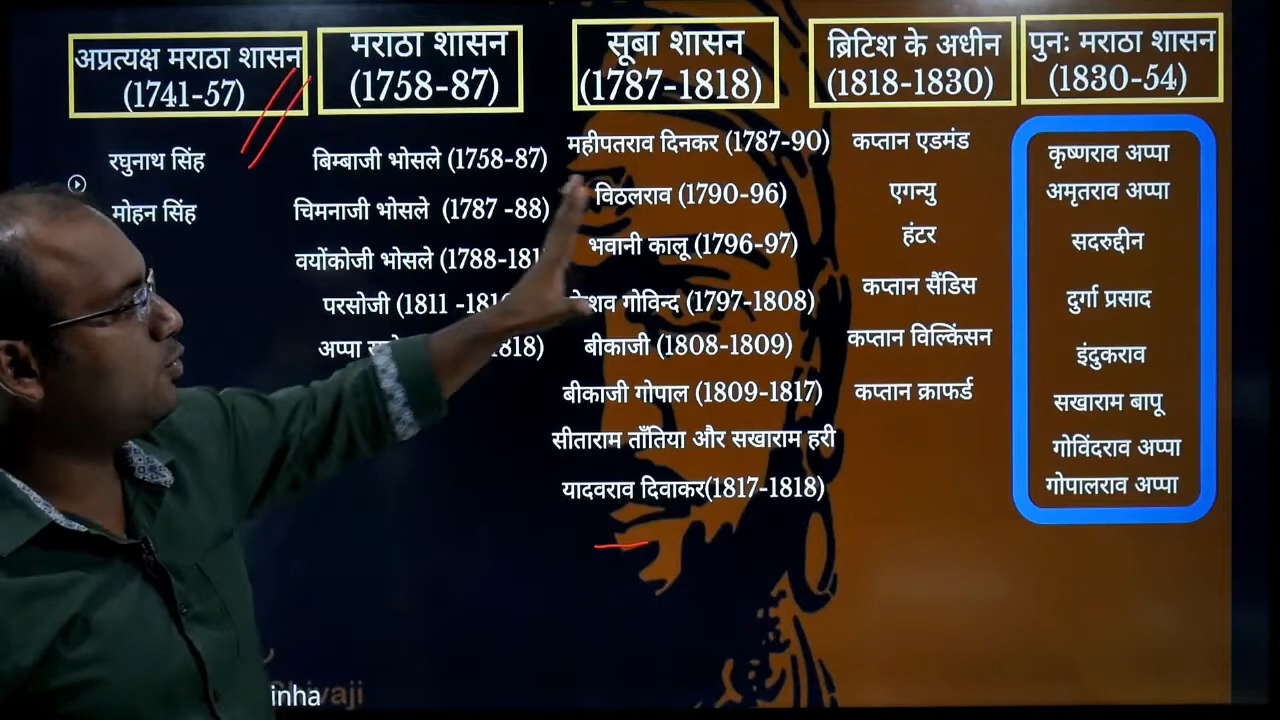 अप्रत्यक्ष मराठा शासन
(1741-57)
रघुनाथ सिंह
मोहन सिंह
मराठा शासन
(1758-87)
बिम्बाजी भोसले (1758-87)
चिमनाजी भोसले (1787 -88)
वयोंकोजी भोसले (1788-181
परसोजी (1811 -181
अप्पा 1818)
सूबा शासन
(1787-1818)
महीपतराव दिनकर (1787-90)
विठलराव (1790-96)
भवानी कालू (1796-97)
केशव गोविन्द (1797-1808)
बीकाजी (1808-1809)
बीकाजी गोपाल (1809-1817)
सीताराम ताँतिया और सखाराम हरी
यादवराव दिवाकर(1817-1818)
ब्रिटिश के अधीन
(1818-1830)
कप्तान एडमंड
एगन्यु
हंटर
कप्तान सैंडिस
कप्तान विल्किंसन
कप्तान क्राफर्ड
पुनः मराठा शासन
(1830-54)
कृष्णराव अप्पा
अमृतराव अप्पा
सदरुद्दीन
दुर्गा प्रसाद
इंदुकराव
सखाराम बापू
गोविंदराव अप्पा
गोपालराव अप्पा
inha